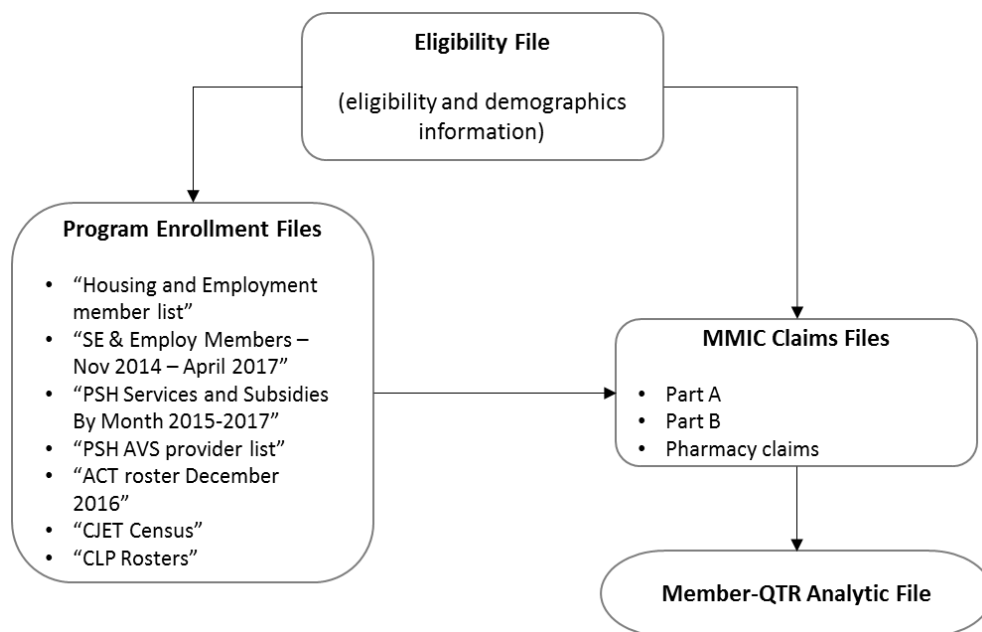 Eligibility File
(eligibility and demographics
information)
Program Enrollment Files
• “Housing and Employment
member list”
• “SE & Employ Members –
Nov 2014 – April 2017”
• “PSH Services and Subsidies
By Month 2015-2017”
• “PSH AVS provider list”
• “ACT roster December
2016”
• “CJET Census”
• “CLP Rosters”
MMIC Claims Files
• Part A
• Part B
• Pharmacy claims
Member-QTR Analytic File